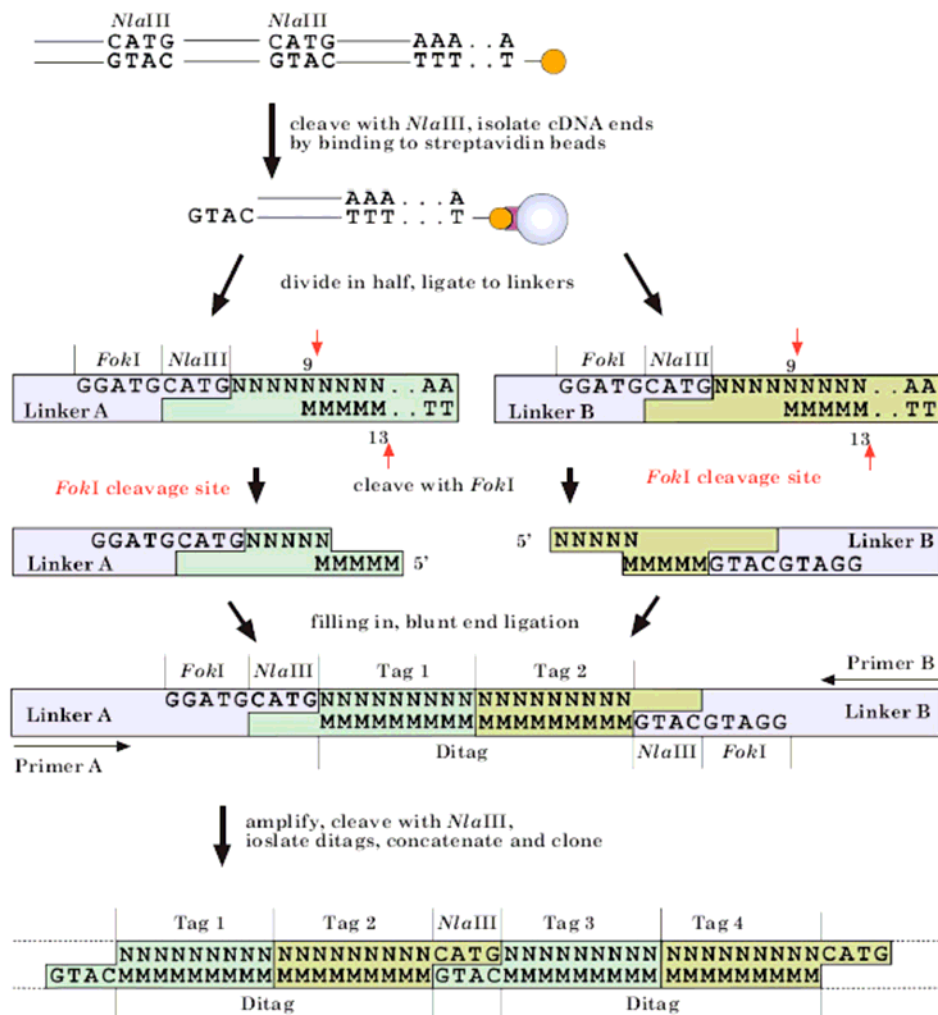 NlaIII NlaIII
CATG CATG AAA..A
GTAC GTAC TTT..T
cleave with NlaIII, isolate cDNA ends
by binding to streptavidin beads
AAA...A
GTAC TTT...T
divide in half, ligate to linkers
FokI NlaIII 9 FokI NlaIII 9
GGATGCATGNNNNNNNNN..AA GGATGCATGNNNNNNNNN..AA
Linker A MMMMM..TT Linker B MMMMM..TT
13 13
FokI cleavage site cleave with FokI FokI cleavage site
GGATGCATGNNNNN 5' NNNNN Linker B
Linker A MMMMM 5' MMMMMGTACGTAGG
filling in, blunt end ligation
FokI NlaIII Tag 1 Tag 2 Primer B
GGATGCATGNNNNNNNNNNNNNNNNNN
Linker A MMMMMMMMMMMMMMMMMMGTACGTAGG Linker B
Primer A Ditag NlaIII FokI
amplify, cleave with NlaIII,
ioslate ditags, concatenate and clone
Tag 1 Tag 2 NlaIII Tag 3 Tag 4
NNNNNNNNNNNNNNNNNNCATGNNNNNNNNNNNNNNNNNNCATG
GTACMMMMMMMMMMMMMMMMMMGTACMMMMMMMMMMMMMMMMMM
Ditag Ditag